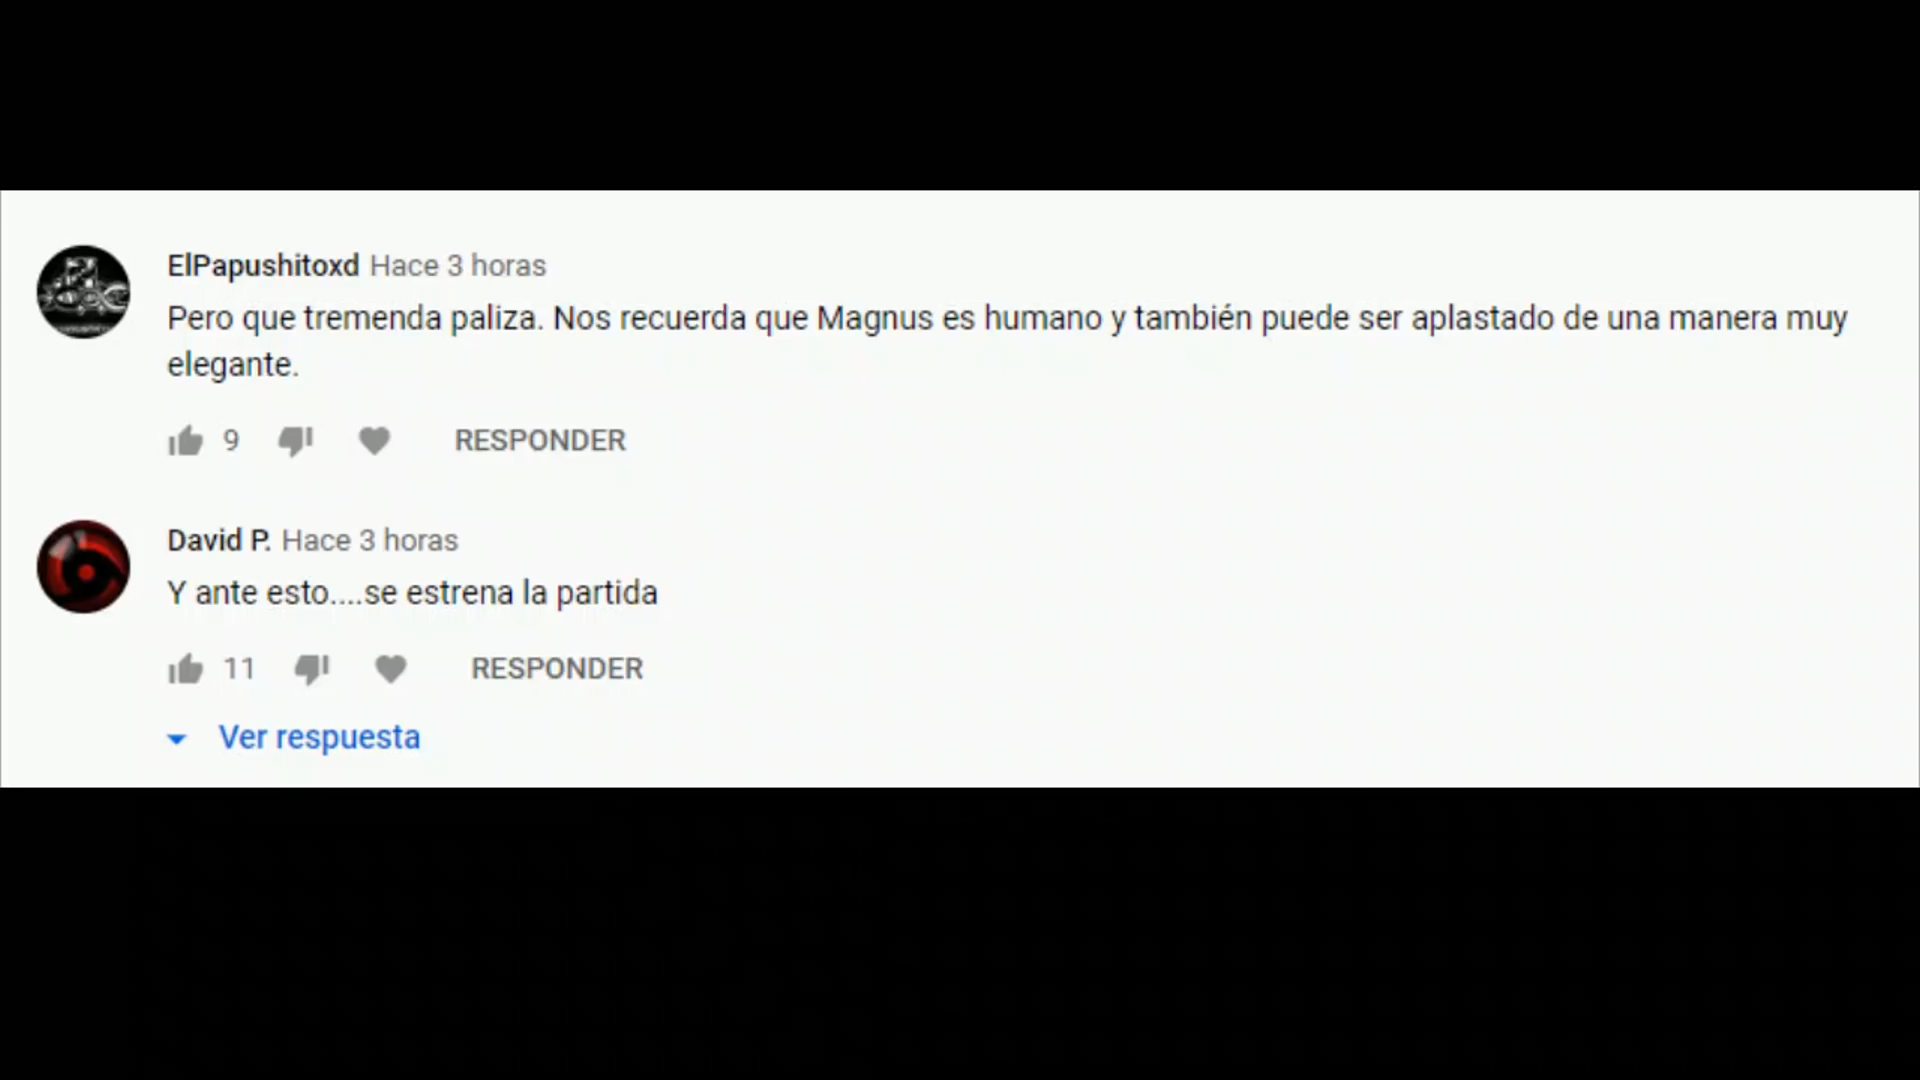 ElPapushitoxd Hace 3 horas
Pero que tremenda paliza. Nos recuerda que Magnus es humano y también puede ser aplastado de una manera muy
elegante.
9 RESPONDER
David P. Hace 3 horas
Y ante esto....se estrena la partida
11 RESPONDER
Ver respuesta